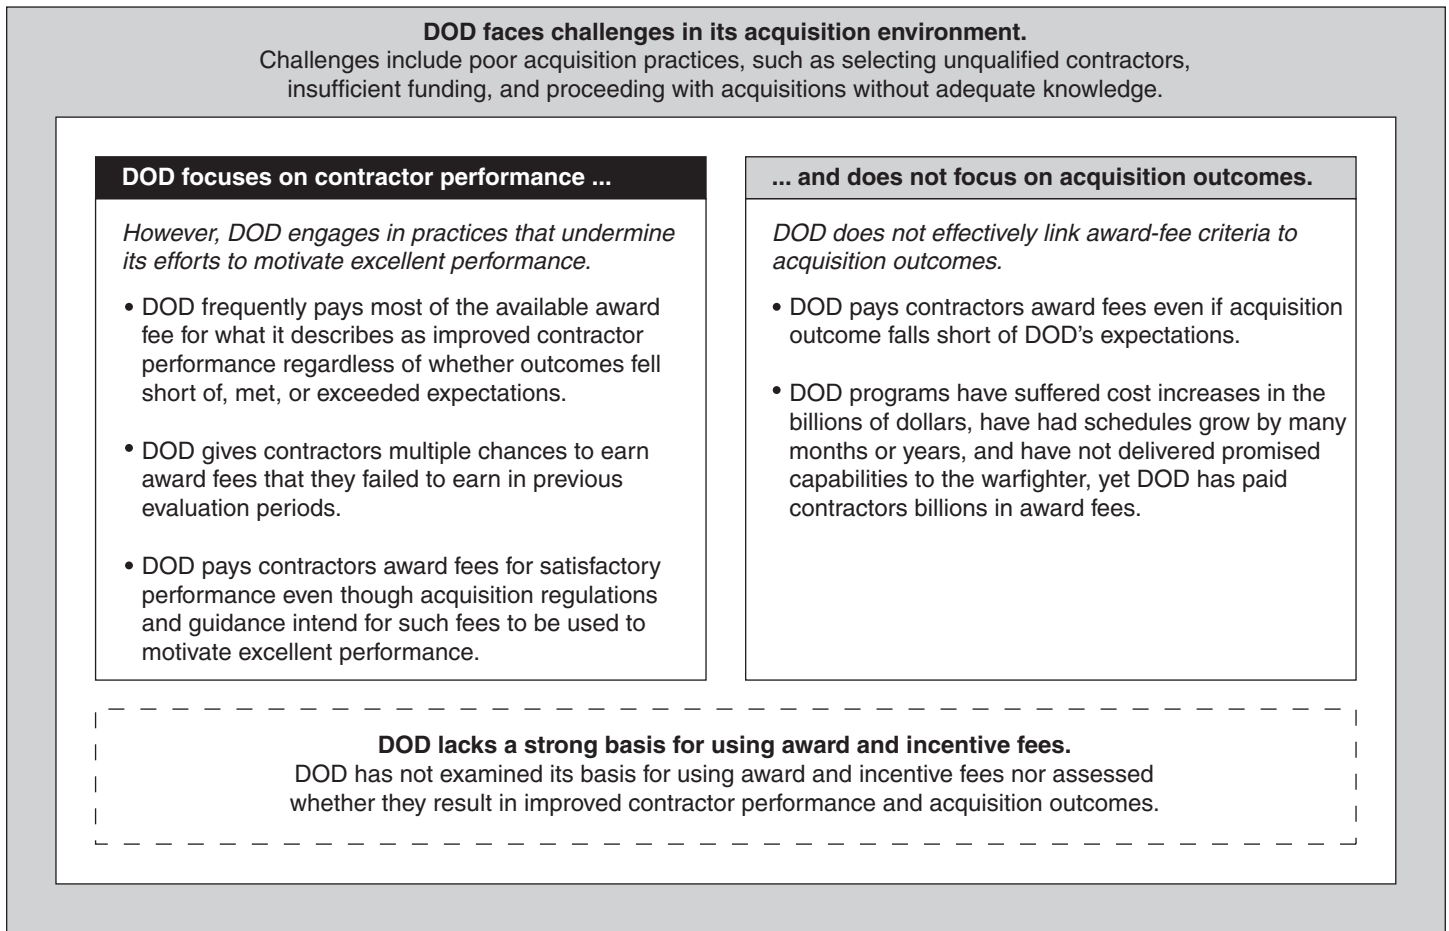 DOD faces challenges in its acquisition environment.
Challenges include poor acquisition practices, such as selecting unqualified contractors,
insufficient funding, and proceeding with acquisitions without adequate knowledge.
DOD focuses on contractor performance ...
However, DOD engages in practices that undermine
its efforts to motivate excellent performance.
• DOD frequently pays most of the available award
fee for what it describes as improved contractor
performance regardless of whether outcomes fell
short of, met, or exceeded expectations.
• DOD gives contractors multiple chances to earn
award fees that they failed to earn in previous
evaluation periods.
• DOD pays contractors award fees for satisfactory
performance even though acquisition regulations
and guidance intend for such fees to be used to
motivate excellent performance.
... and does not focus on acquisition outcomes.
DOD does not effectively link award-fee criteria to
acquisition outcomes.
• DOD pays contractors award fees even if acquisition
outcome falls short of DOD's expectations.
• DOD programs have suffered cost increases in the
billions of dollars, have had schedules grow by many
months or years, and have not delivered promised
capabilities to the warfighter, yet DOD has paid
contractors billions in award fees.
DOD lacks a strong basis for using award and incentive fees.
DOD has not examined its basis for using award and incentive fees nor assessed
whether they result in improved contractor performance and acquisition outcomes.